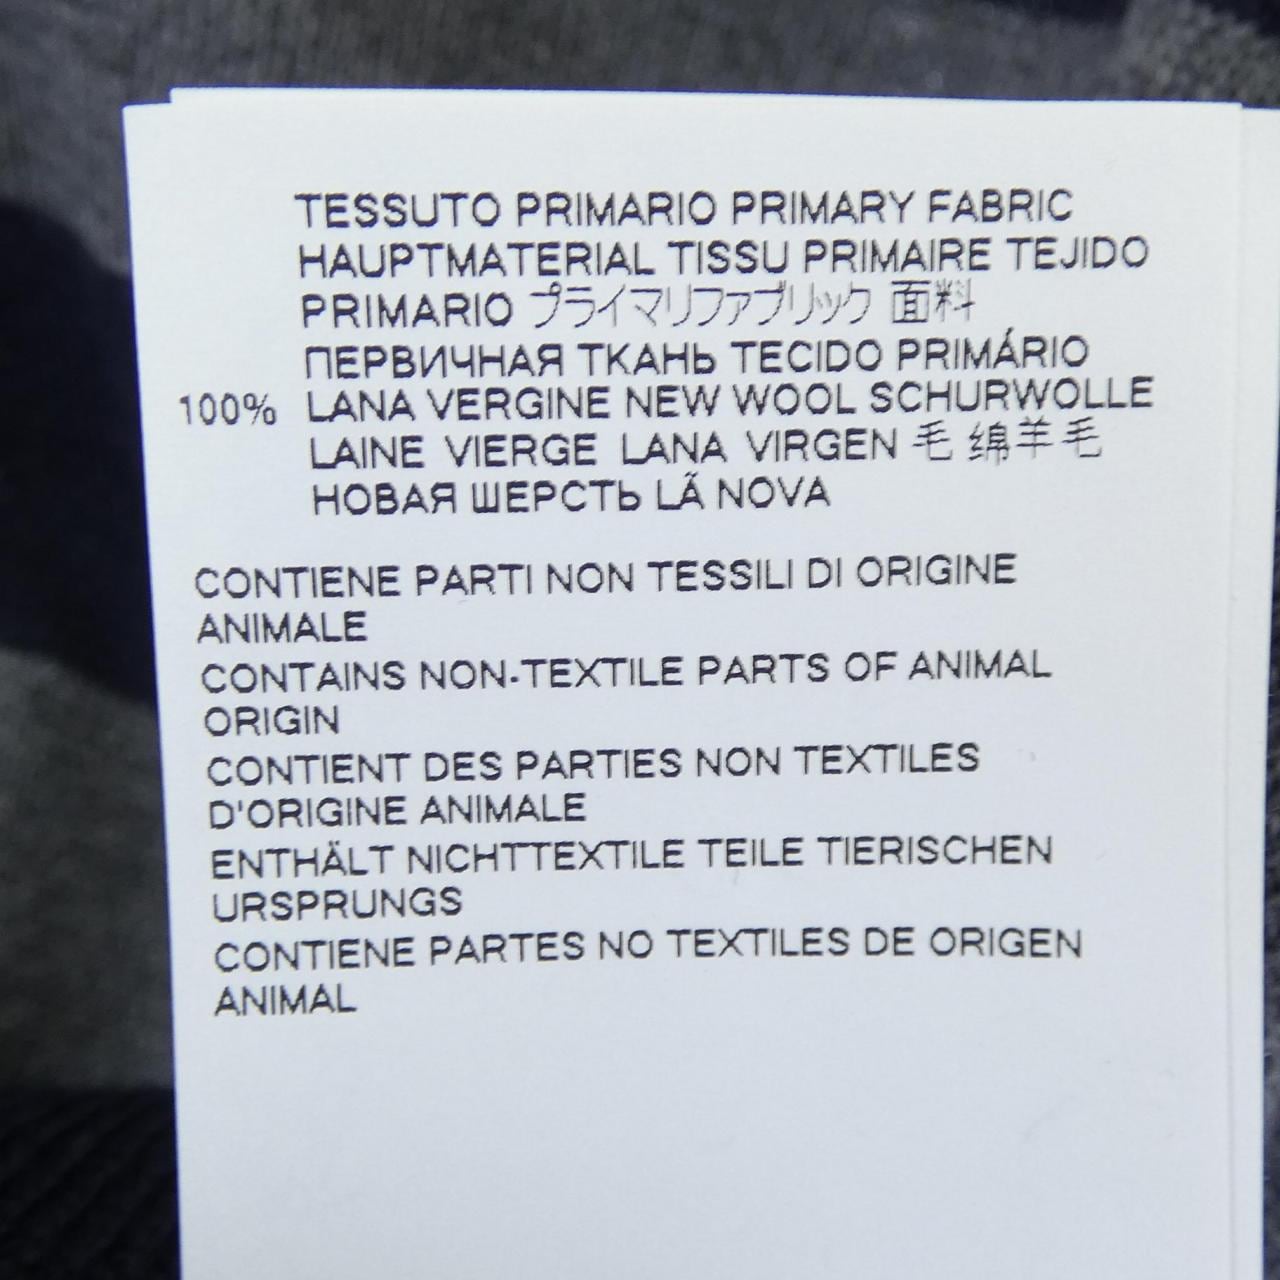 TESSUTO PRIMARIO PRIMARY FABRIC
HAUPTMATERIAL TISSU PRIMAIRE TEJIDO
PRIMARIO プライマリファブリック 面料
ПЕРВИЧНАЯ ТКАНЬ TECIDO PRIMÁRIO
100% LANA VERGINE NEW WOOL SCHURWOLLE
LAINE VIERGE LANA VIRGEN 毛 绵羊毛
НОВАЯ ШЕРСТЬ LÃ NOVA
CONTIENE PARTI NON TESSILI DI ORIGINE
ANIMALE
CONTAINS NON-TEXTILE PARTS OF ANIMAL
ORIGIN
CONTIENT DES PARTIES NON TEXTILES
D'ORIGINE ANIMALE
ENTHÄLT NICHTTEXTILE TEILE TIERISCHEN
URSPRUNGS
CONTIENE PARTES NO TEXTILES DE ORIGEN
ANIMAL